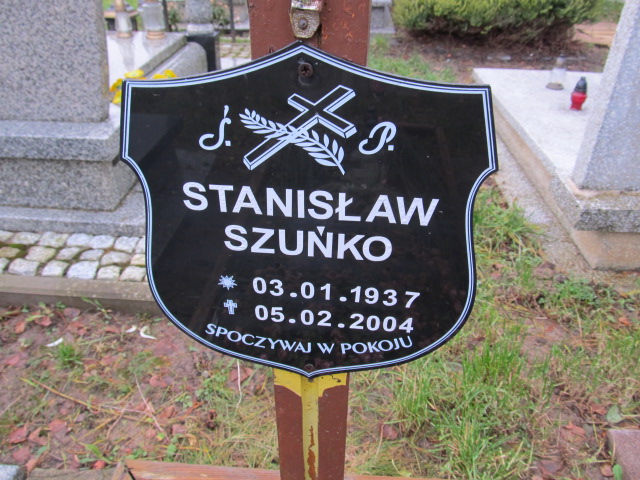 Ś. P.
STANISŁAW
SZUŃKO
03.01.1937
05.02.2004
SPOCZYWAJ W POKOJU